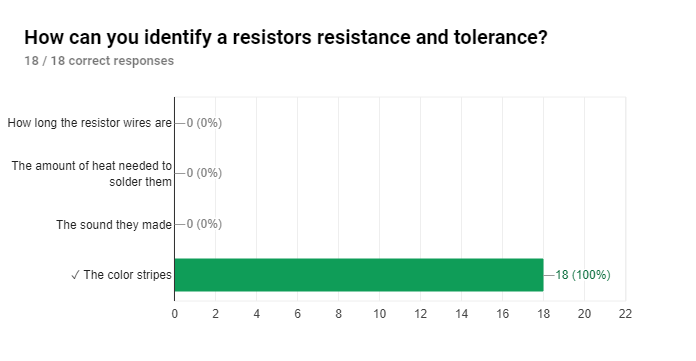 How can you identify a resistors resistance and tolerance?
18 / 18 correct responses
How long the resistor wires are
0 (0%)
The amount of heat needed to
solder them
0 (0%)
The sound they made
0 (0%)
✓ The color stripes
18 (100%)
0 2 4 6 8 10 12 14 16 18 20 22